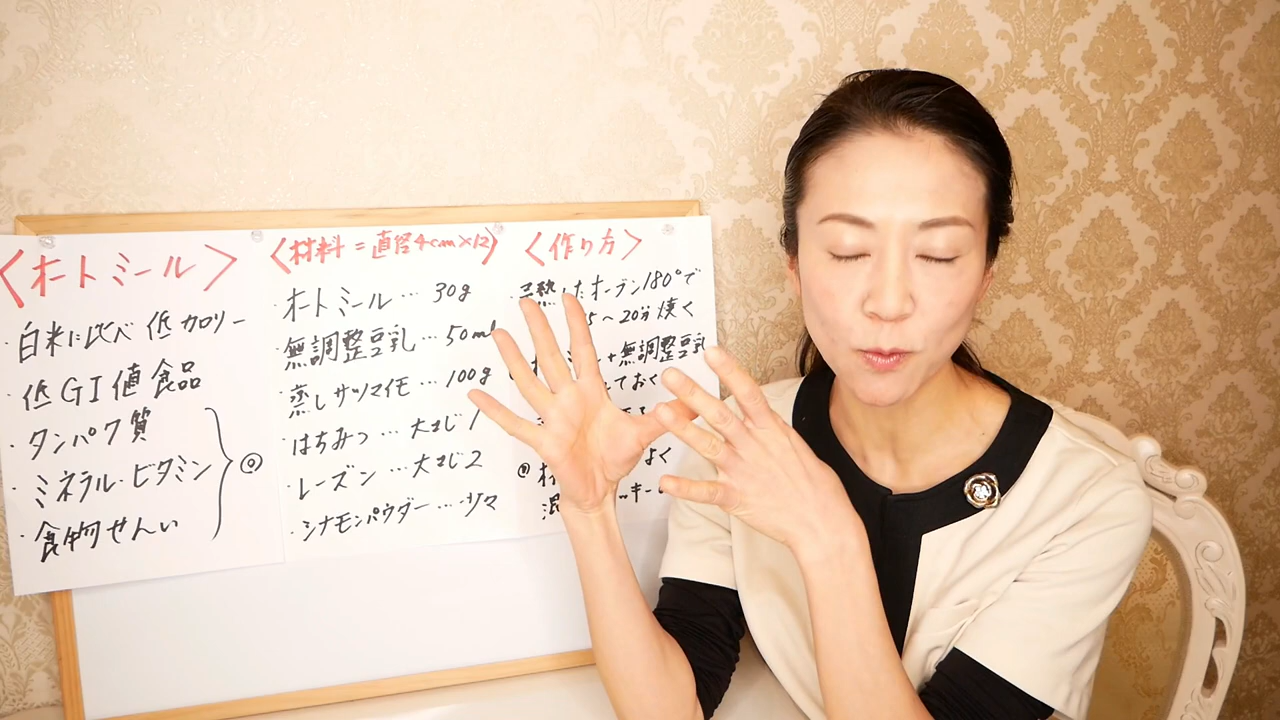 〈オートミール〉
・白米に比べ低カロリー
・低GI値食品
・タンパク質
・ミネラル・ビタミン
・食物せんい
〈材料=直径4cm×12〉
・オートミール…30g
・無調整豆乳…50ml
・蒸しサツマイモ…100g
・はちみつ…大さじ1
・レーズン…大さじ2
・シナモンパウダー…少々
〈作り方〉
したオーブン180°で
5〜20分焼く
+無調整豆乳
ておく
よく